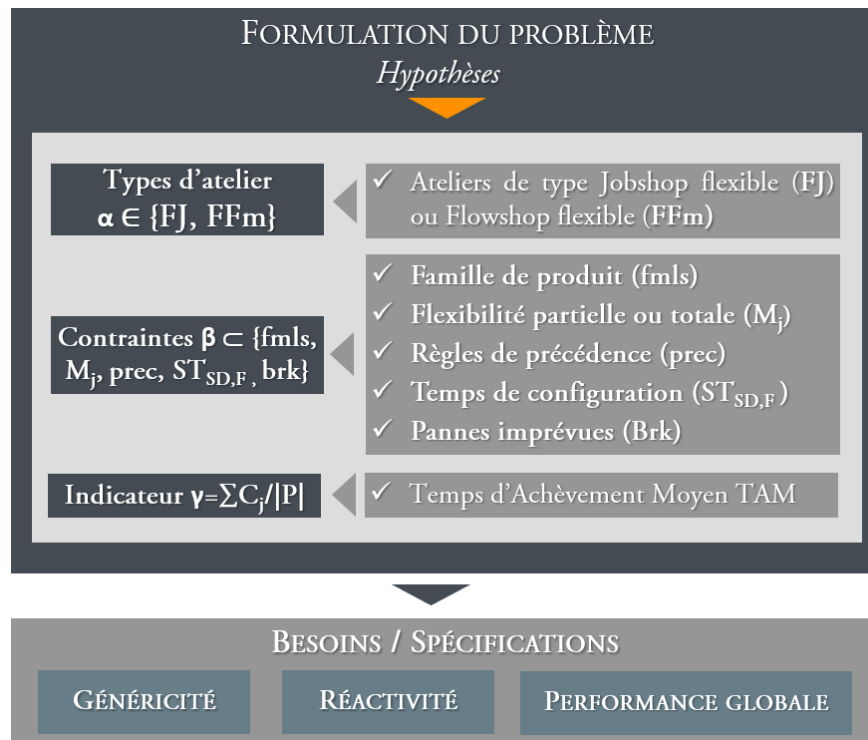 FORMULATION DU PROBLÈME
Hypothèses
Types d'atelier
α ∈ {FJ, FFm}
✓ Ateliers de type Jobshop flexible (FJ)
ou Flowshop flexible (FFm)
Contraintes β ⊂ {fmls,
Mj, prec, STSD,F , brk}
✓ Famille de produit (fmls)
✓ Flexibilité partielle ou totale (Mj)
✓ Règles de précédence (prec)
✓ Temps de configuration (STSD,F )
✓ Pannes imprévues (Brk)
Indicateur γ=∑Cj/|P|
✓ Temps d'Achèvement Moyen TAM
BESOINS / SPÉCIFICATIONS
GÉNÉRICITÉ
RÉACTIVITÉ
PERFORMANCE GLOBALE